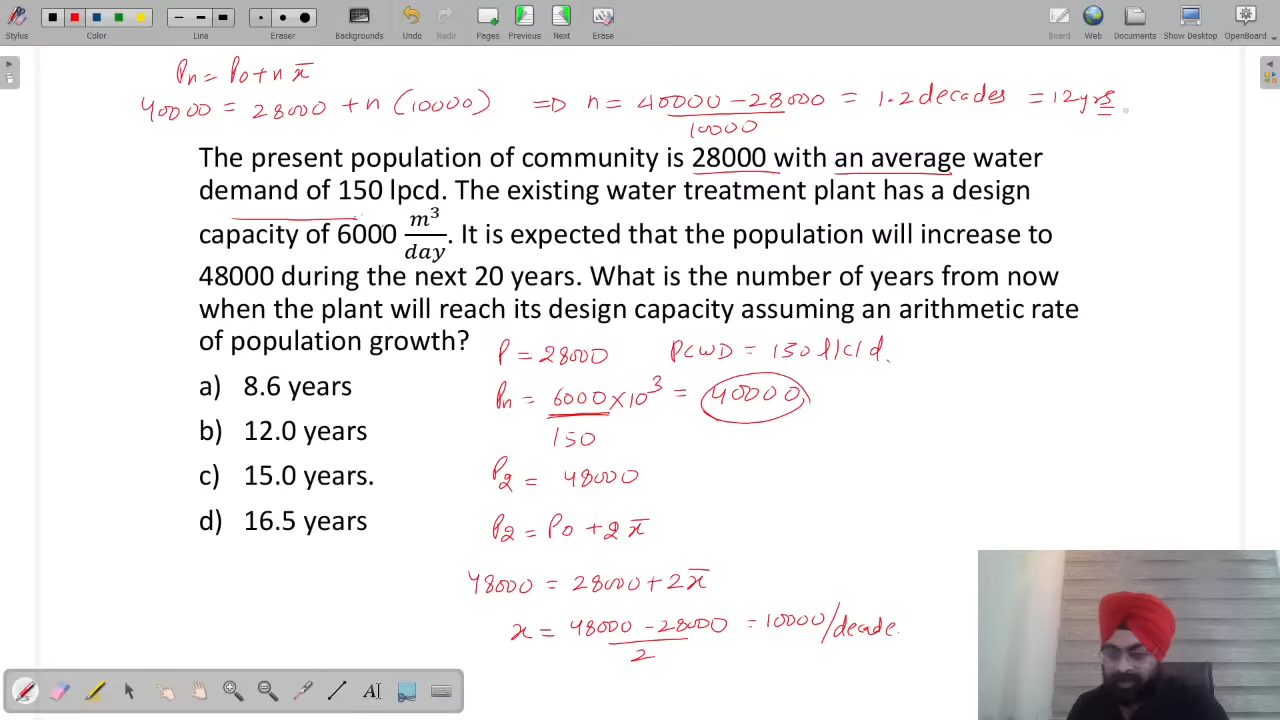 Stylus Color Line Eraser Backgrounds Undo Redo Pages Previous Next Erase Board Web Documents Show Desktop OpenBoard
Pn = P0 + n x̄
40000 = 28000 + n (10000) ⇒ n = 40000 - 28000 / 10000 = 1.2 decades = 12 yrs
The present population of community is 28000 with an average water
demand of 150 lpcd. The existing water treatment plant has a design
capacity of 6000 m³/day. It is expected that the population will increase to
48000 during the next 20 years. What is the number of years from now
when the plant will reach its design capacity assuming an arithmetic rate
of population growth?
P = 28000 PCWD = 150 l/c/d.
a) 8.6 years
Pn = 6000 × 10³ / 150 = 40000
b) 12.0 years
c) 15.0 years.
P2 = 48000
d) 16.5 years
P2 = P0 + 2 x̄
48000 = 28000 + 2 x̄
x = 48000 - 28000 / 2 = 10000/decade.